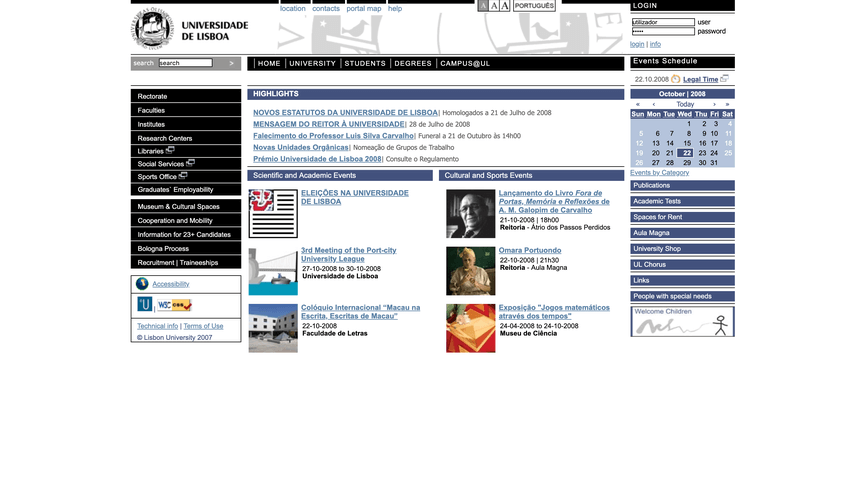 location
contacts
portal map
help
A A A PORTUGUÊS
LOGIN
UNIVERSIDADE
DE LISBOA
utilizador user
••••• password
login | info
search search >
HOME UNIVERSITY STUDENTS DEGREES CAMPUS@UL
Events Schedule
Rectorate
Faculties
Institutes
Research Centers
Libraries
Social Services
Sports Office
Graduates' Employability
Museum & Cultural Spaces
Cooperation and Mobility
Information for 23+ Candidates
Bologna Process
Recruitment | Traineeships
Accessibility
W3C CSS
Technical info | Terms of Use
© Lisbon University 2007
HIGHLIGHTS
NOVOS ESTATUTOS DA UNIVERSIDADE DE LISBOA| Homologados a 21 de Julho de 2008
MENSAGEM DO REITOR À UNIVERSIDADE| 28 de Julho de 2008
Falecimento do Professor Luís Silva Carvalho| Funeral a 21 de Outubro às 14h00
Novas Unidades Orgânicas| Nomeação de Grupos de Trabalho
Prémio Universidade de Lisboa 2008| Consulte o Regulamento
Scientific and Academic Events
ELEIÇÕES NA UNIVERSIDADE
DE LISBOA
3rd Meeting of the Port-city
University League
27-10-2008 to 30-10-2008
Universidade de Lisboa
Colóquio Internacional “Macau na
Escrita, Escritas de Macau”
22-10-2008
Faculdade de Letras
Cultural and Sports Events
Lançamento do Livro Fora de
Portas, Memória e Reflexões de
A. M. Galopim de Carvalho
21-10-2008 | 18h00
Reitoria - Átrio dos Passos Perdidos
Omara Portuondo
22-10-2008 | 21h30
Reitoria - Aula Magna
Exposição "Jogos matemáticos
através dos tempos"
24-04-2008 to 24-10-2008
Museu de Ciência
22.10.2008 Legal Time
October | 2008
« ‹ Today › »
Sun Mon Tue Wed Thu Fri Sat
1 2 3 4
5 6 7 8 9 10 11
12 13 14 15 16 17 18
19 20 21 22 23 24 25
26 27 28 29 30 31
Events by Category
Publications
Academic Tests
Spaces for Rent
Aula Magna
University Shop
UL Chorus
Links
People with special needs
Welcome Children